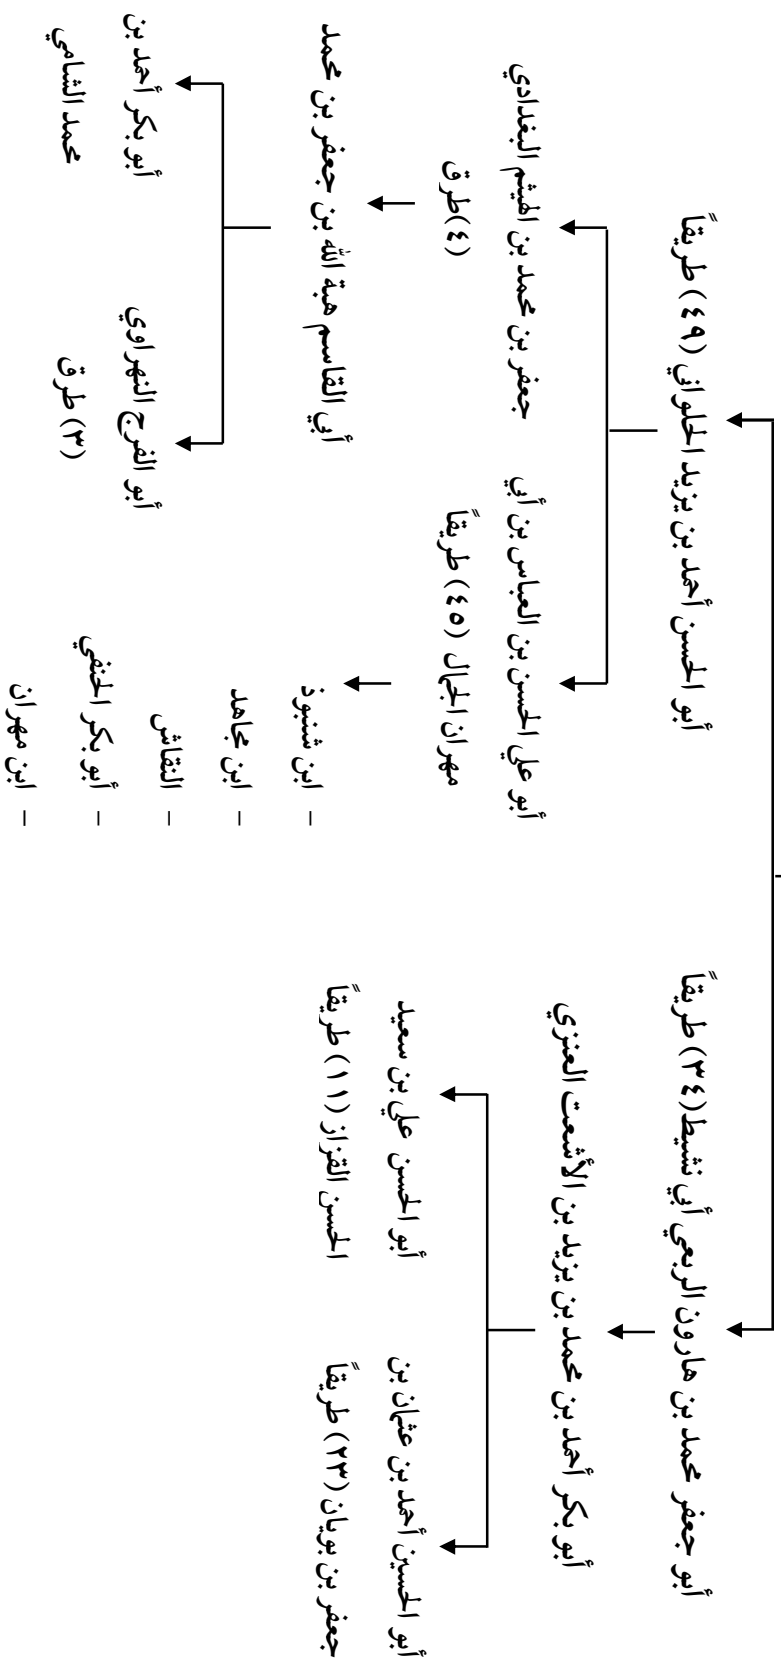 أبو جعفر محمد بن هارون الربعي أبي نشيط (٣٤) طريقاً
أبو الحسن أحمد بن يزيد الحلواني (٤٩) طريقاً
أبو بكر أحمد بن محمد بن يزيد بن الأشعث العنزي
أبو علي الحسن بن العباس بن أبي
مهران الجمال (٤٥) طريقاً
جعفر بن محمد بن الهيثم البغدادي
(٤) طرق
أبو الحسين أحمد بن عثمان بن
جعفر بن بويان (٢٣) طريقاً
أبو الحسن علي بن سعيد
الحسن القزاز (١١) طريقاً
– ابن شنبوذ
– ابن مجاهد
– النقاش
– أبو بكر الحنفي
– ابن مهران
أبي القاسم هبة الله بن جعفر بن محمد
أبو الفرج النهراوي
(٣) طرق
أبو بكر أحمد بن
محمد الشامي